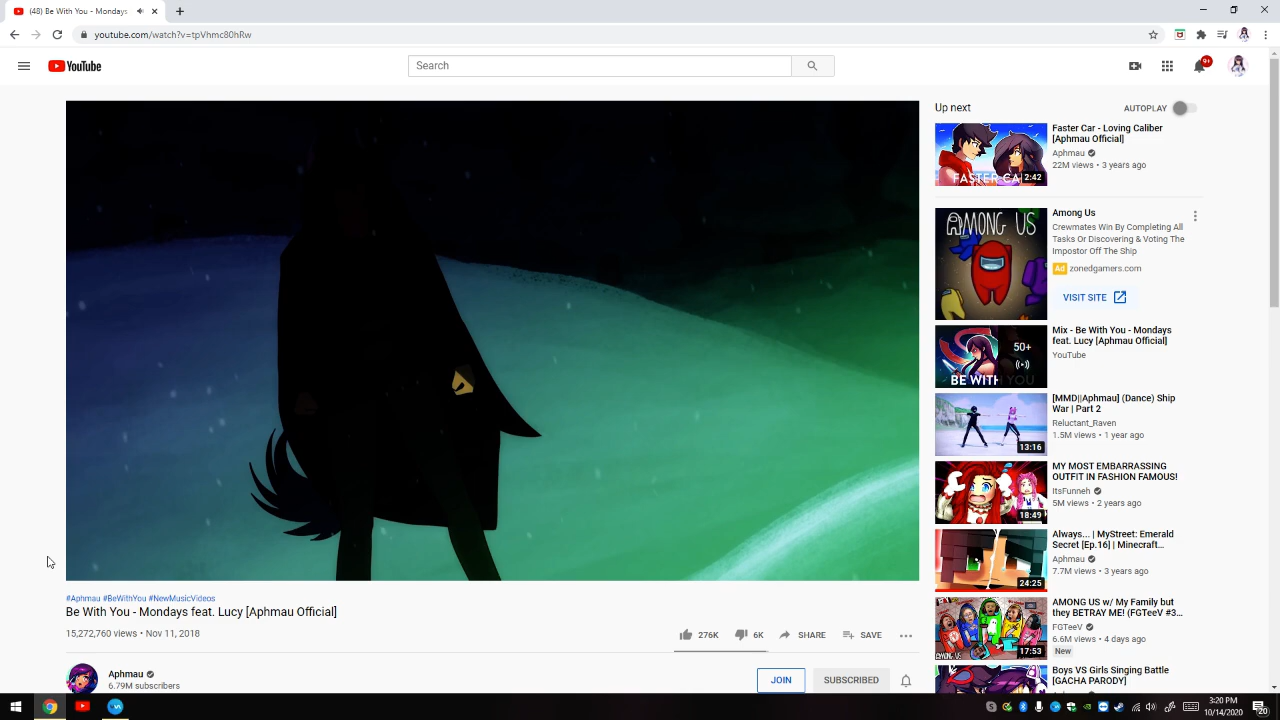 (48) Be With You - Mondays
youtube.com/watch?v=tpVhmc80hRw
YouTube
Search
9+
Up next
AUTOPLAY
FASTER CA
2:42
Faster Car - Loving Caliber
[Aphmau Official]
Aphmau
22M views • 3 years ago
AMONG US
Among Us
Crewmates Win By Completing All
Tasks Or Discovering & Voting The
Impostor Off The Ship
Ad zonedgamers.com
VISIT SITE
50+
BE WITH YOU
Mix - Be With You - Mondays
feat. Lucy [Aphmau Official]
YouTube
13:16
[MMD||Aphmau] (Dance) Ship
War | Part 2
Reluctant_Raven
1.5M views • 1 year ago
18:49
MY MOST EMBARRASSING
OUTFIT IN FASHION FAMOUS!
ItsFunneh
5M views • 2 years ago
24:25
Always... | MyStreet: Emerald
Secret [Ep.16] | Minecraft...
Aphmau
7.7M views • 3 years ago
AMONG US
17:53
AMONG US w/ My Family but
they BETRAY ME! (FGTeeV #3...
FGTeeV
6.6M views • 4 days ago
New
Boys VS Girls Singing Battle
[GACHA PARODY]
#Aphmau #BeWithYou #NewMusicVideos
Be With You - Mondays feat. Lucy [Aphmau Official]
15,272,760 views • Nov 11, 2018
276K
6K
SHARE
SAVE
Aphmau
6.79M subscribers
JOIN
SUBSCRIBED
3:20 PM
10/14/2020
20